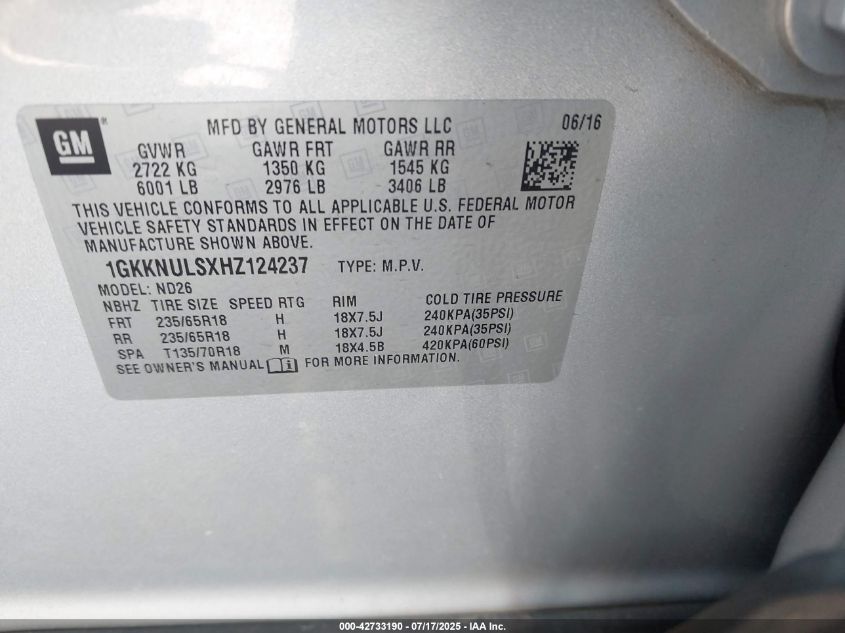 GM
MFD BY GENERAL MOTORS LLC 06/16
GVWR GAWR FRT GAWR RR
2722 KG 1350 KG 1545 KG
6001 LB 2976 LB 3406 LB
THIS VEHICLE CONFORMS TO ALL APPLICABLE U.S. FEDERAL MOTOR
VEHICLE SAFETY STANDARDS IN EFFECT ON THE DATE OF
MANUFACTURE SHOWN ABOVE.
1GKKNULSXHZ124237 TYPE: M.P.V.
MODEL: ND26
NBHZ TIRE SIZE SPEED RTG RIM COLD TIRE PRESSURE
FRT 235/65R18 H 18X7.5J 240KPA(35PSI)
RR 235/65R18 H 18X7.5J 240KPA(35PSI)
SPA T135/70R18 M 18X4.5B 420KPA(60PSI)
SEE OWNER'S MANUAL i FOR MORE INFORMATION.
000-42733190 - 07/17/2025 - IAA Inc.